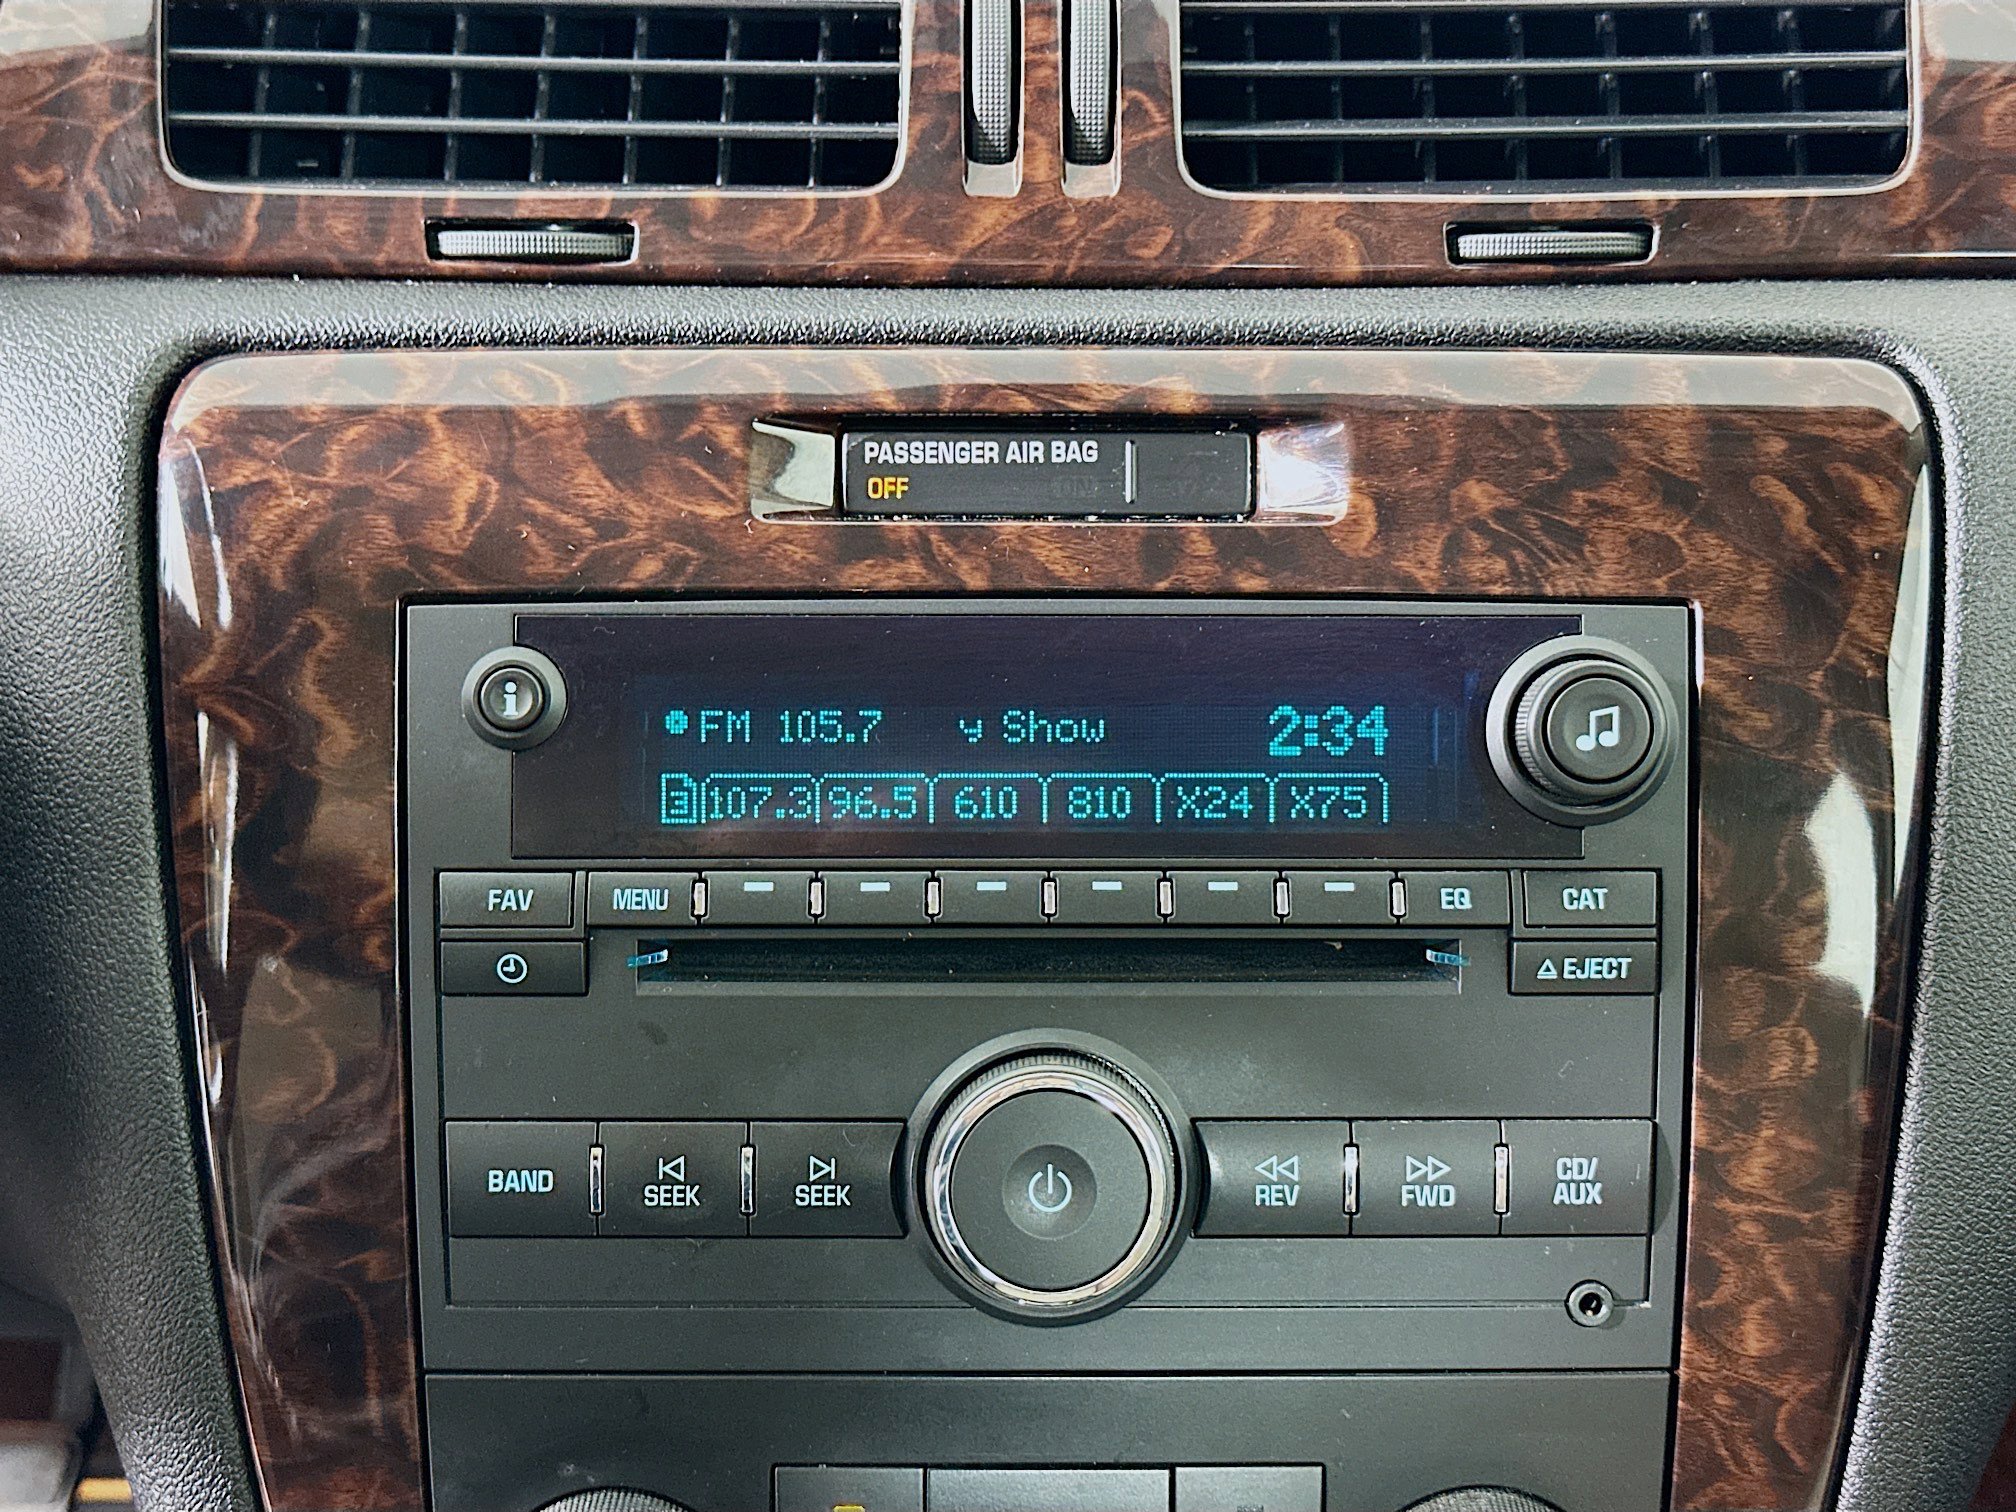 PASSENGER AIR BAG
OFF
i
FM 105.7 y Show 2:34
3 107.3 96.5 610 810 X24 X75
FAV MENU EQ CAT
EJECT
BAND SEEK SEEK REV FWD CD/
AUX